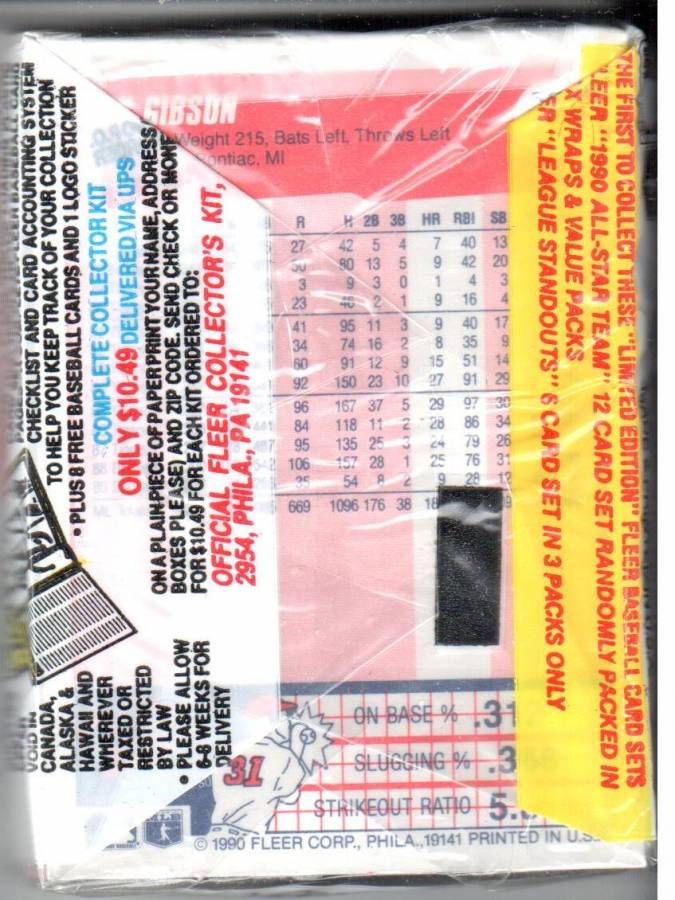 GIBSON
Weight 215, Bats Left, Throws Left
Pontiac, MI
R H 2B 3B HR RBI SB
27 42 5 4 7 40 13
50 80 13 5 9 42 20
3 9 3 0 1 4 3
23 46 2 1 9 16 4
41 95 11 3 9 40 17
34 74 16 2 8 35 9
60 91 12 9 15 51 14
92 150 23 10 27 91 29
96 167 37 5 29 97 30
84 118 11 2 28 86 34
95 135 25 3 24 79 26
106 157 28 1 25 76 31
35 54 8 2 9 28 12
669 1096 176 38 18
ON BASE % .31
SLUGGING % .3
STRIKEOUT RATIO 5.
31
© 1990 FLEER CORP., PHILA., 19141 PRINTED IN U.S.
CHECKLIST AND CARD ACCOUNTING SYSTEM
TO HELP YOU KEEP TRACK OF YOUR COLLECTION
• PLUS 8 FREE BASEBALL CARDS AND 1 LOGO STICKER
COMPLETE COLLECTOR KIT
ONLY $10.49 DELIVERED VIA UPS
ON A PLAIN PIECE OF PAPER PRINT YOUR NAME, ADDRESS
BOXES PLEASE) AND ZIP CODE. SEND CHECK OR MONE
FOR $10.49 FOR EACH KIT ORDERED TO:
OFFICIAL FLEER COLLECTOR'S KIT,
2954, PHILA., PA 19141
VOID IN
CANADA,
ALASKA &
HAWAII AND
WHEREVER
TAXED OR
RESTRICTED
BY LAW
• PLEASE ALLOW
6-8 WEEKS FOR
DELIVERY
THE FIRST TO COLLECT THESE "LIMITED EDITION" FLEER BASEBALL CARD SETS
LEER "1990 ALL-STAR TEAM" 12 CARD SET RANDOMLY PACKED IN
X WRAPS & VALUE PACKS
ER "LEAGUE STANDOUTS" 6 CARD SET IN 3 PACKS ONLY